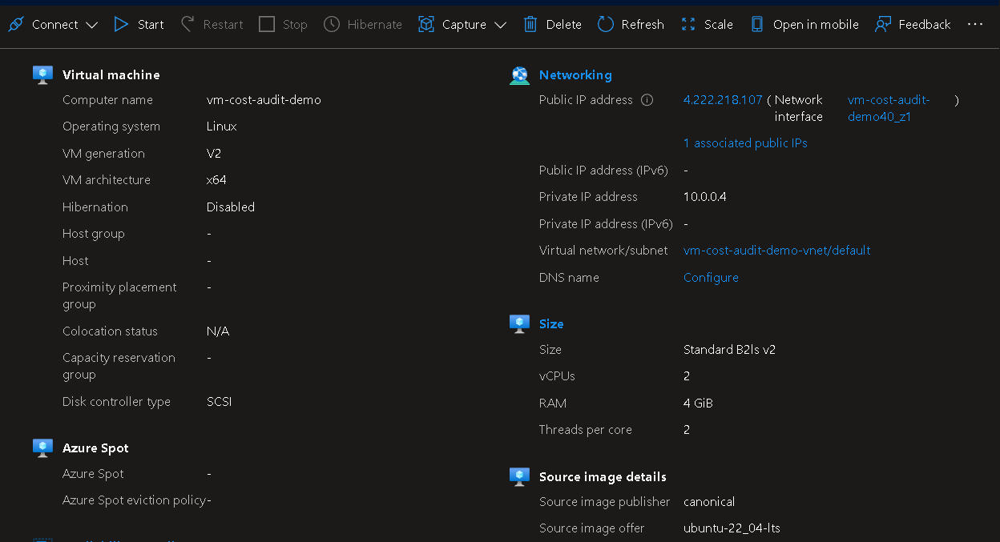 Connect Start Restart Stop Hibernate Capture Delete Refresh Scale Open in mobile Feedback ...
Virtual machine
Computer name vm-cost-audit-demo
Operating system Linux
VM generation V2
VM architecture x64
Hibernation Disabled
Host group -
Host -
Proximity placement -
group
Colocation status N/A
Capacity reservation -
group
Disk controller type SCSI
Azure Spot
Azure Spot -
Azure Spot eviction policy -
Networking
Public IP address 4.222.218.107 ( Network vm-cost-audit- )
interface demo40_z1
1 associated public IPs
Public IP address (IPv6) -
Private IP address 10.0.0.4
Private IP address (IPv6) -
Virtual network/subnet vm-cost-audit-demo-vnet/default
DNS name Configure
Size
Size Standard B2ls v2
vCPUs 2
RAM 4 GiB
Threads per core 2
Source image details
Source image publisher canonical
Source image offer ubuntu-22_04-lts